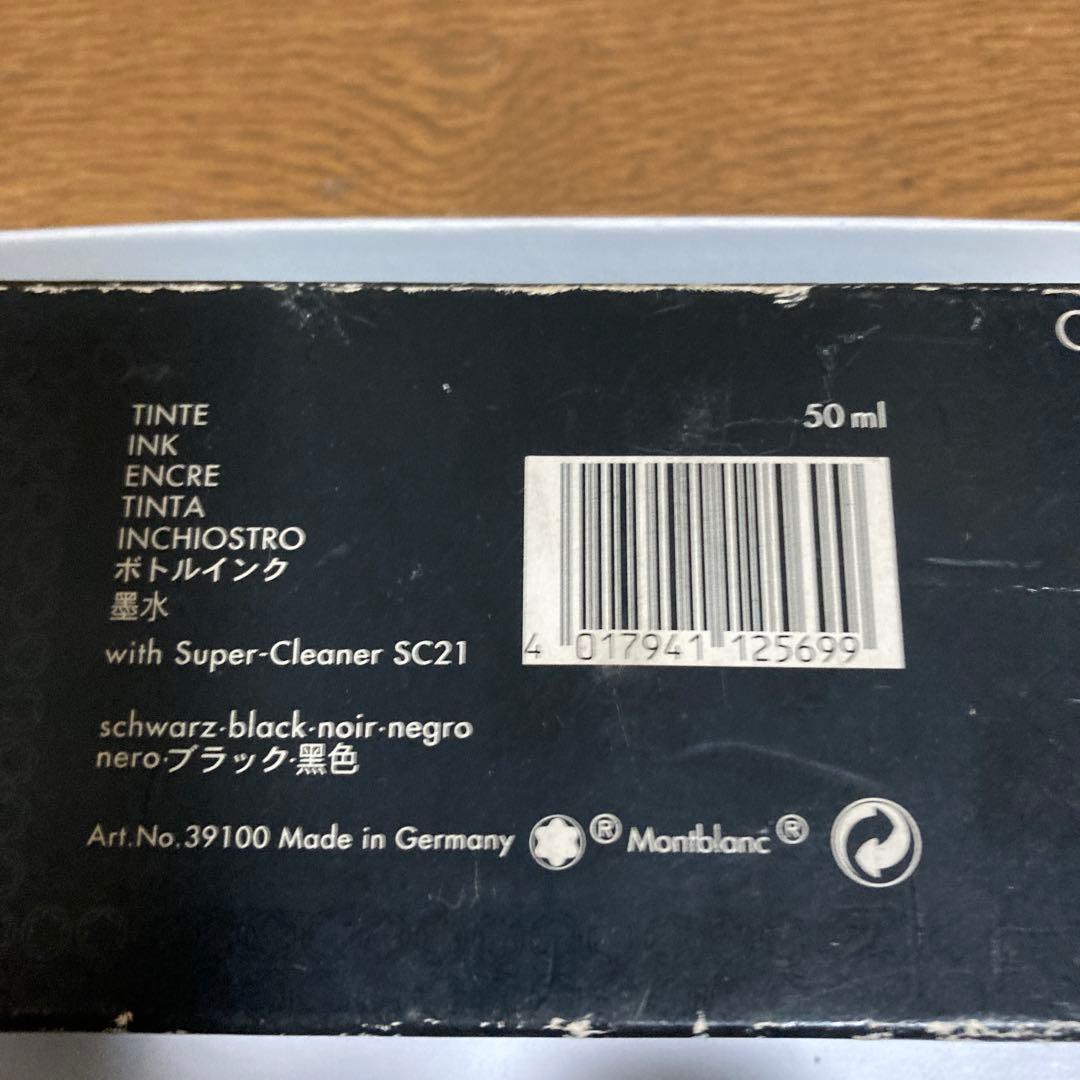 TINTE
INK
ENCRE
TINTA
INCHIOSTRO
ボトルインク
墨水
with Super-Cleaner SC21
schwarz·black·noir·negro
nero·ブラック·黑色
50 ml
4 017941 125699
Art.No.39100 Made in Germany ® Montblanc ®